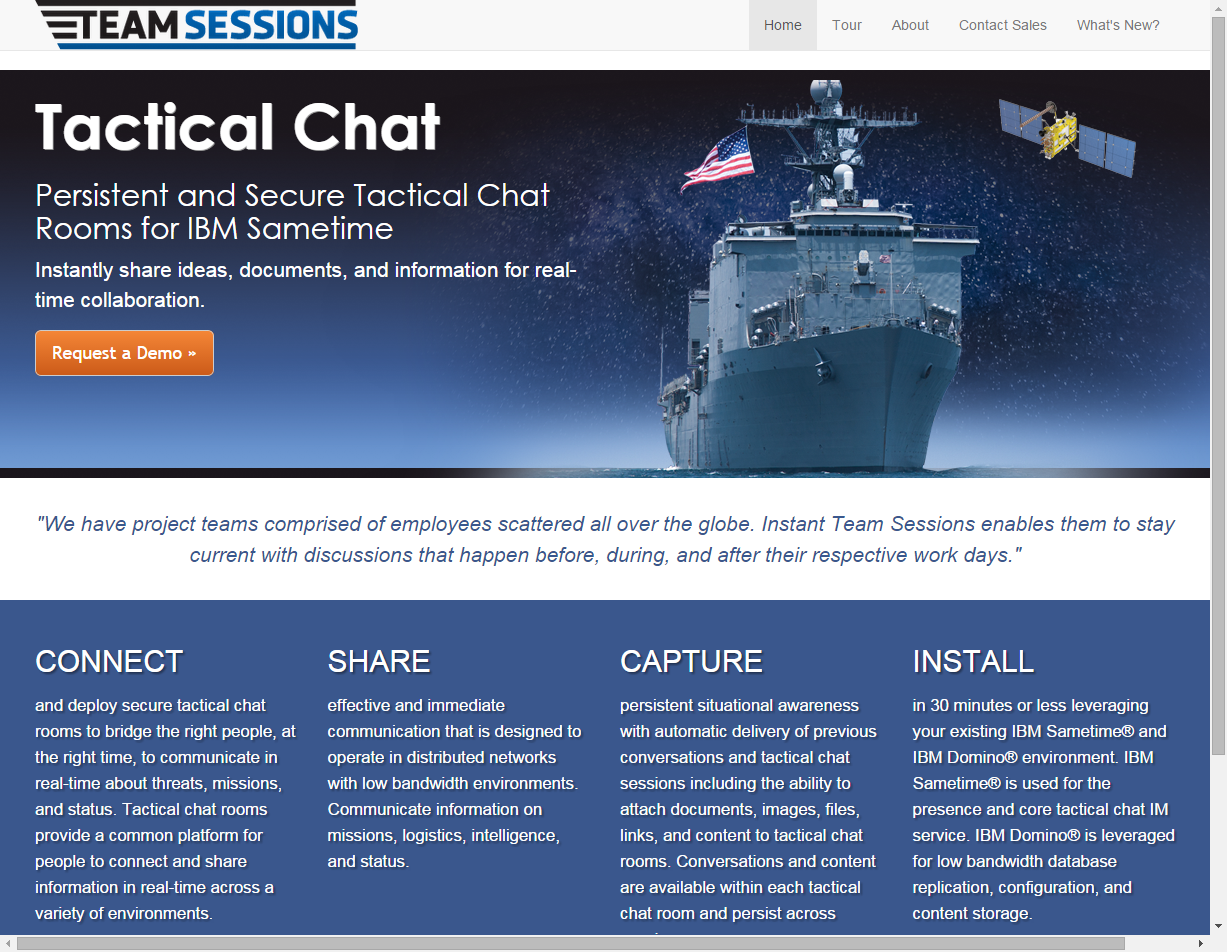 TEAM SESSIONS
Home
Tour
About
Contact Sales
What's New?
Tactical Chat
Persistent and Secure Tactical Chat
Rooms for IBM Sametime
Instantly share ideas, documents, and information for real-
time collaboration.
Request a Demo »
"We have project teams comprised of employees scattered all over the globe. Instant Team Sessions enables them to stay
current with discussions that happen before, during, and after their respective work days."
CONNECT
and deploy secure tactical chat
rooms to bridge the right people, at
the right time, to communicate in
real-time about threats, missions,
and status. Tactical chat rooms
provide a common platform for
people to connect and share
information in real-time across a
variety of environments.
SHARE
effective and immediate
communication that is designed to
operate in distributed networks
with low bandwidth environments.
Communicate information on
missions, logistics, intelligence,
and status.
CAPTURE
persistent situational awareness
with automatic delivery of previous
conversations and tactical chat
sessions including the ability to
attach documents, images, files,
links, and content to tactical chat
rooms. Conversations and content
are available within each tactical
chat room and persist across
INSTALL
in 30 minutes or less leveraging
your existing IBM Sametime® and
IBM Domino® environment. IBM
Sametime® is used for the
presence and core tactical chat IM
service. IBM Domino® is leveraged
for low bandwidth database
replication, configuration, and
content storage.